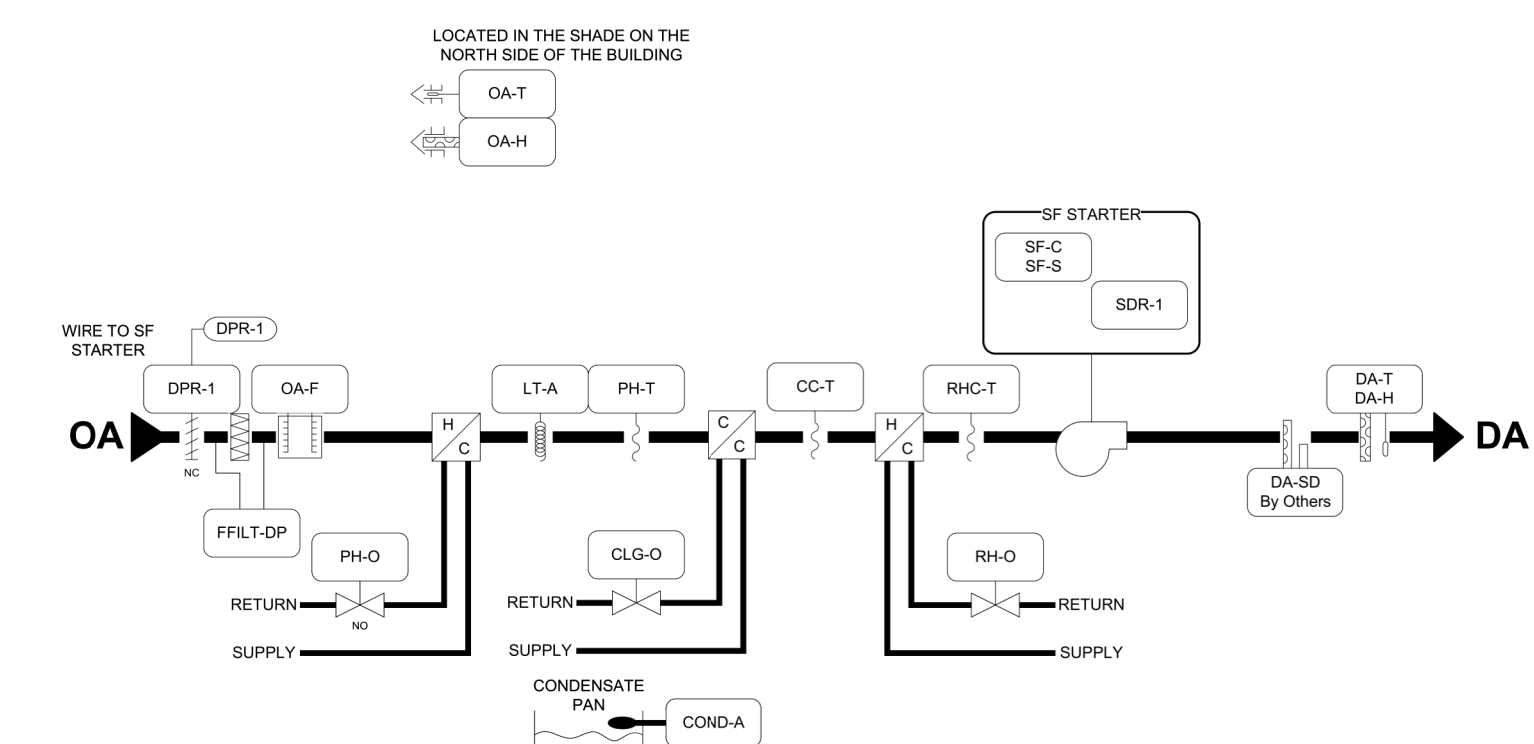 LOCATED IN THE SHADE ON THE
NORTH SIDE OF THE BUILDING
OA-T
OA-H
SF STARTER
SF-C
SF-S
SDR-1
WIRE TO SF
STARTER
DPR-1
DPR-1
OA-F
LT-A
PH-T
CC-T
RHC-T
DA-T
DA-H
OA
H
C
C
C
H
C
DA
NC
DA-SD
By Others
FFILT-DP
PH-O
CLG-O
RH-O
RETURN
NO
RETURN
RETURN
SUPPLY
SUPPLY
SUPPLY
CONDENSATE
PAN
COND-A